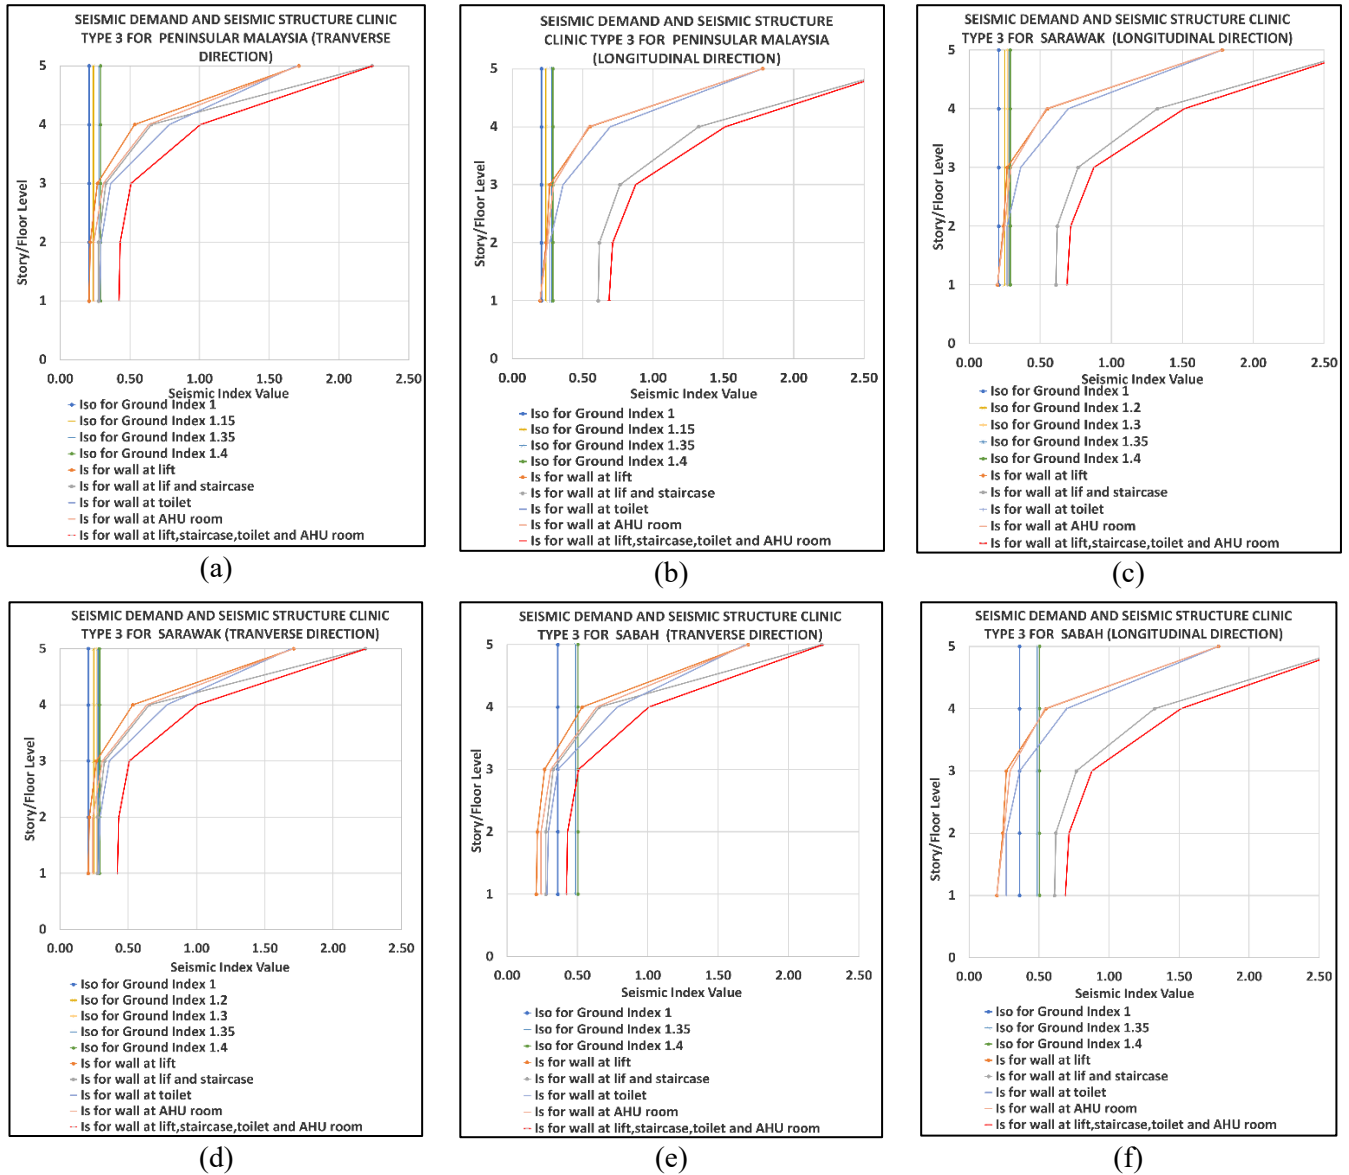 SEISMIC DEMAND AND SEISMIC STRUCTURE CLINIC
TYPE 3 FOR PENINSULAR MALAYSIA (TRANVERSE
DIRECTION)
Story/Floor Level
5
4
3
2
1
0
0.00 0.50 1.00 1.50 2.00 2.50
Seismic Index Value
Iso for Ground Index 1
Iso for Ground Index 1.15
Iso for Ground Index 1.35
Iso for Ground Index 1.4
Is for wall at lift
Is for wall at lif and staircase
Is for wall at toilet
Is for wall at AHU room
Is for wall at lift,staircase,toilet and AHU room
(a)
SEISMIC DEMAND AND SEISMIC STRUCTURE
CLINIC TYPE 3 FOR PENINSULAR MALAYSIA
(LONGITUDINAL DIRECTION)
Story/Floor Level
5
4
3
2
1
0
0.00 0.50 1.00 1.50 2.00 2.50
Seismic Index Value
Iso for Ground Index 1
Iso for Ground Index 1.15
Iso for Ground Index 1.35
Iso for Ground Index 1.4
Is for wall at lift
Is for wall at lif and staircase
Is for wall at toilet
Is for wall at AHU room
Is for wall at lift,staircase,toilet and AHU room
(b)
SEISMIC DEMAND AND SEISMIC STRUCTURE CLINIC
TYPE 3 FOR SARAWAK (LONGITUDINAL DIRECTION)
Story/Floor Level
5
4
3
2
1
0
0.00 0.50 1.00 1.50 2.00 2.50
Seismic Index Value
Iso for Ground Index 1
Iso for Ground Index 1.2
Iso for Ground Index 1.3
Iso for Ground Index 1.35
Iso for Ground Index 1.4
Is for wall at lift
Is for wall at lif and staircase
Is for wall at toilet
Is for wall at AHU room
Is for wall at lift,staircase,toilet and AHU room
(c)
SEISMIC DEMAND AND SEISMIC STRUCTURE CLINIC
TYPE 3 FOR SARAWAK (TRANVERSE DIRECTION)
Story/Floor Level
5
4
3
2
1
0
0.00 0.50 1.00 1.50 2.00 2.50
Seismic Index Value
Iso for Ground Index 1
Iso for Ground Index 1.2
Iso for Ground Index 1.3
Iso for Ground Index 1.35
Iso for Ground Index 1.4
Is for wall at lift
Is for wall at lif and staircase
Is for wall at toilet
Is for wall at AHU room
Is for wall at lift,staircase,toilet and AHU room
(d)
SEISMIC DEMAND AND SEISMIC STRUCTURE CLINIC
TYPE 3 FOR SABAH (TRANVERSE DIRECTION)
Story/Floor Level
5
4
3
2
1
0
0.00 0.50 1.00 1.50 2.00 2.50
Seismic Index Value
Iso for Ground Index 1
Iso for Ground Index 1.35
Iso for Ground Index 1.4
Is for wall at lift
Is for wall at lif and staircase
Is for wall at toilet
Is for wall at AHU room
Is for wall at lift,staircase,toilet and AHU room
(e)
SEISMIC DEMAND AND SEISMIC STRUCTURE CLINIC
TYPE 3 FOR SABAH (LONGITUDINAL DIRECTION)
Story/Floor Level
5
4
3
2
1
0
0.00 0.50 1.00 1.50 2.00 2.50
Seismic Index Value
Iso for Ground Index 1
Iso for Ground Index 1.35
Iso for Ground Index 1.4
Is for wall at lift
Is for wall at lif and staircase
Is for wall at toilet
Is for wall at AHU room
Is for wall at lift,staircase,toilet and AHU room
(f)